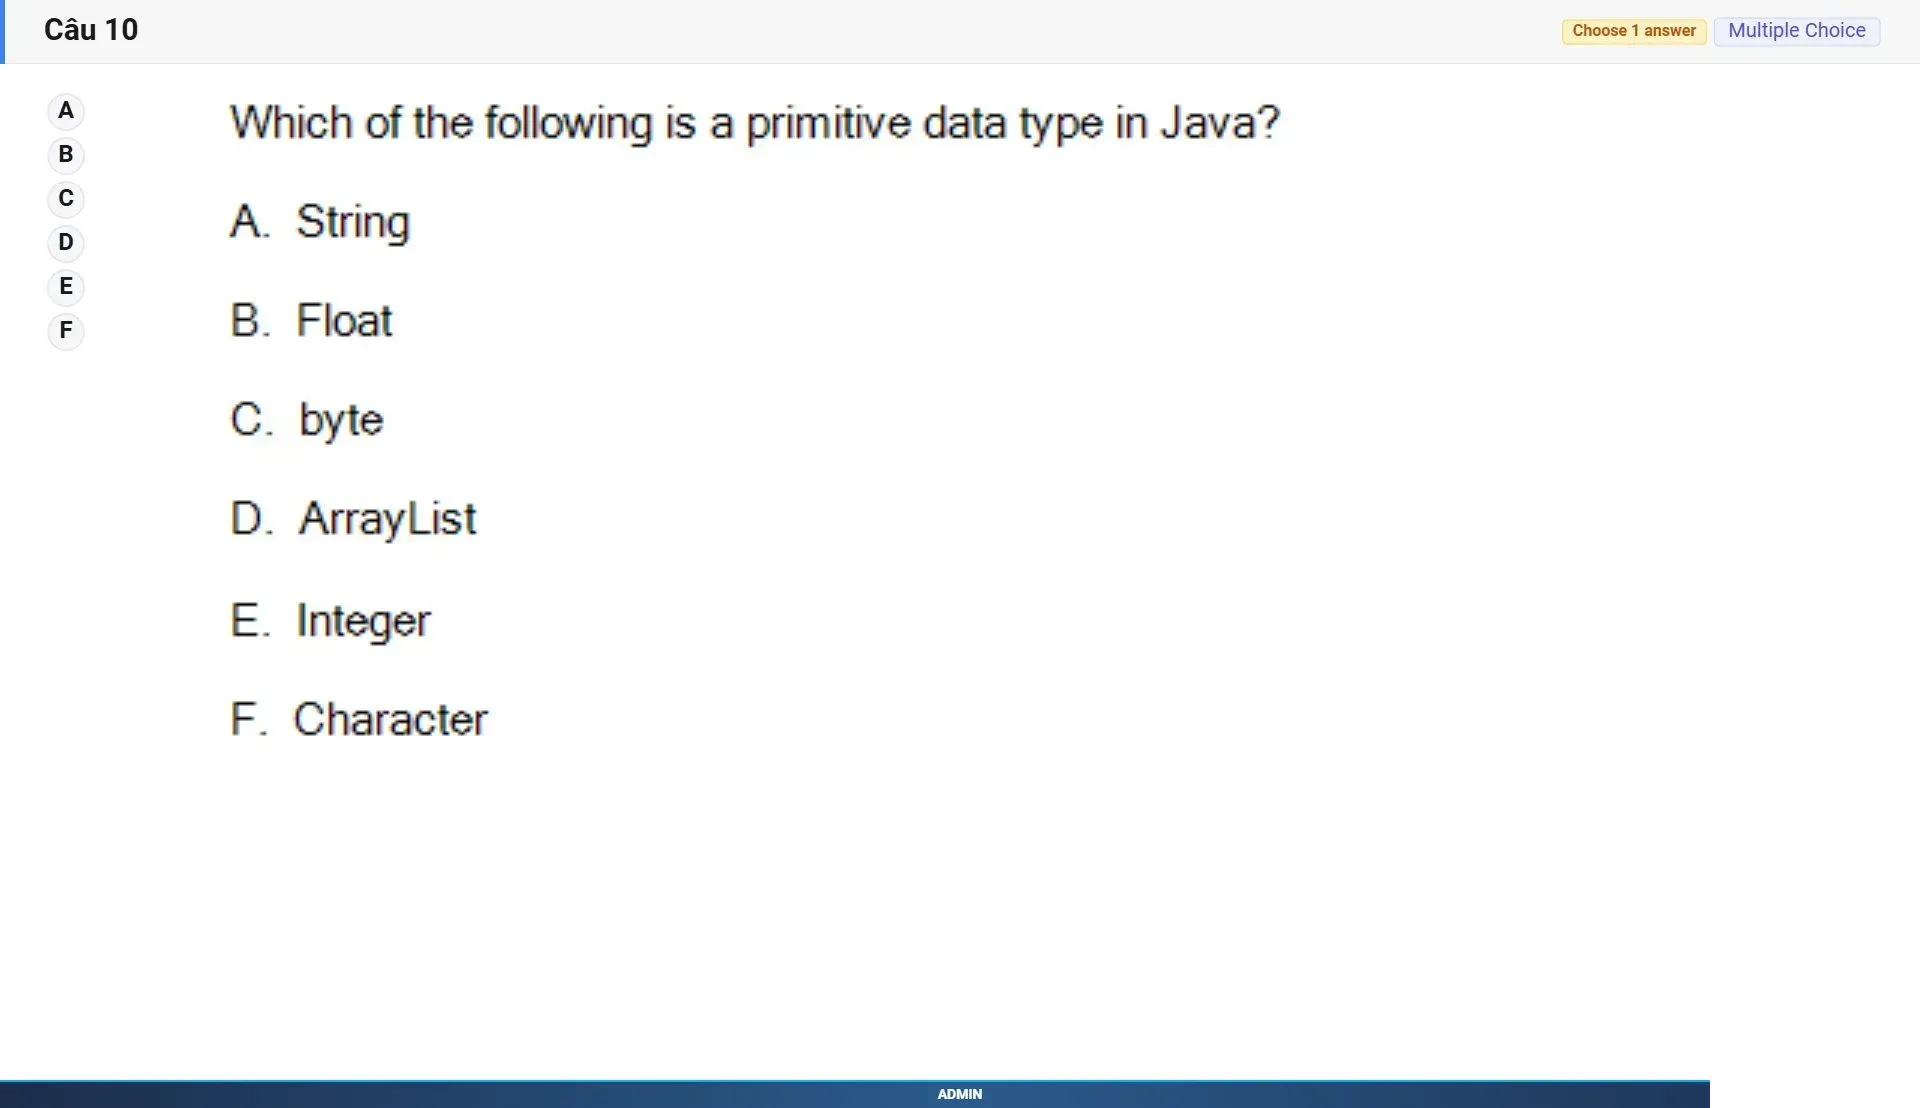 Câu 10
Choose 1 answer
Multiple Choice
A
B
C
D
E
F
Which of the following is a primitive data type in Java?
A. String
B. Float
C. byte
D. ArrayList
E. Integer
F. Character
ADMIN